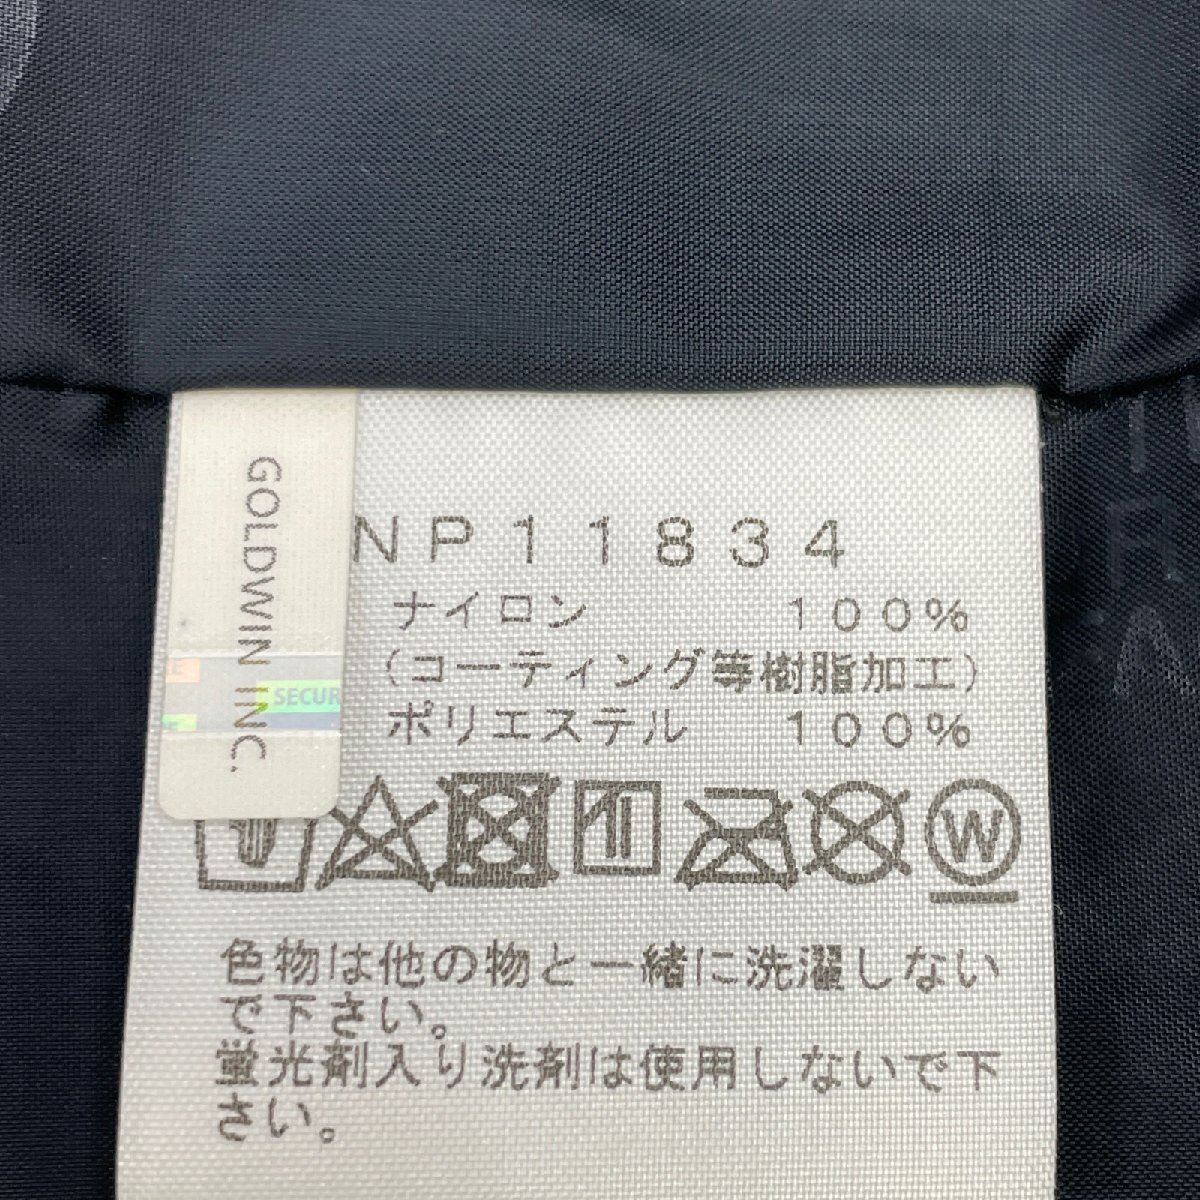 GOLDWIN INC.
SECUR
NP11834
ナイロン 100%
(コーティング等樹脂加工)
ポリエステル 100%
W
色物は他の物と一緒に洗濯しない
で下さい。
蛍光剤入り洗剤は使用しないで下
さい。